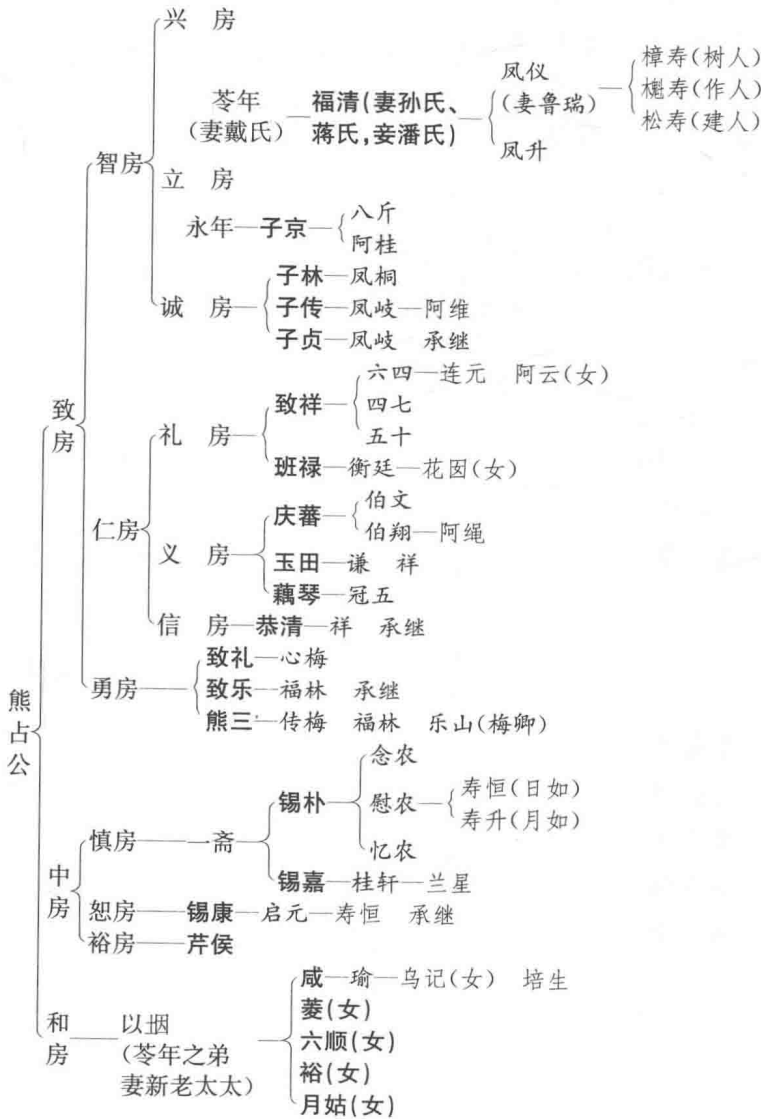 兴 房
苓年
(妻戴氏)
福清(妻孙氏、
蒋氏,妾潘氏)
凤仪
(妻鲁瑞)
凤升
樟寿(树人)
櫆寿(作人)
松寿(建人)
智房
立 房
永年—子京
八斤
阿桂
诚 房
子林—凤桐
子传—凤岐—阿维
子贞—凤岐 承继
致房
仁房
礼 房
致祥
六四—连元 阿云(女)
四七
五十
班禄—衡廷—花囡(女)
义 房
庆蕃
伯文
伯翔—阿绳
玉田—谦 祥
藕琴—冠五
信 房—恭清—祥 承继
勇房
致礼—心梅
致乐—福林 承继
熊三—传梅 福林 乐山(梅卿)
熊占公
中房
慎房—一斋
锡朴
念农
慰农
寿恒(日如)
寿升(月如)
忆农
锡嘉—桂轩—兰星
恕房—锡康—启元—寿恒 承继
裕房—芹侯
和房
以䌷
(苓年之弟
妻新老太太)
咸—瑜—乌记(女) 培生
菱(女)
六顺(女)
裕(女)
月姑(女)